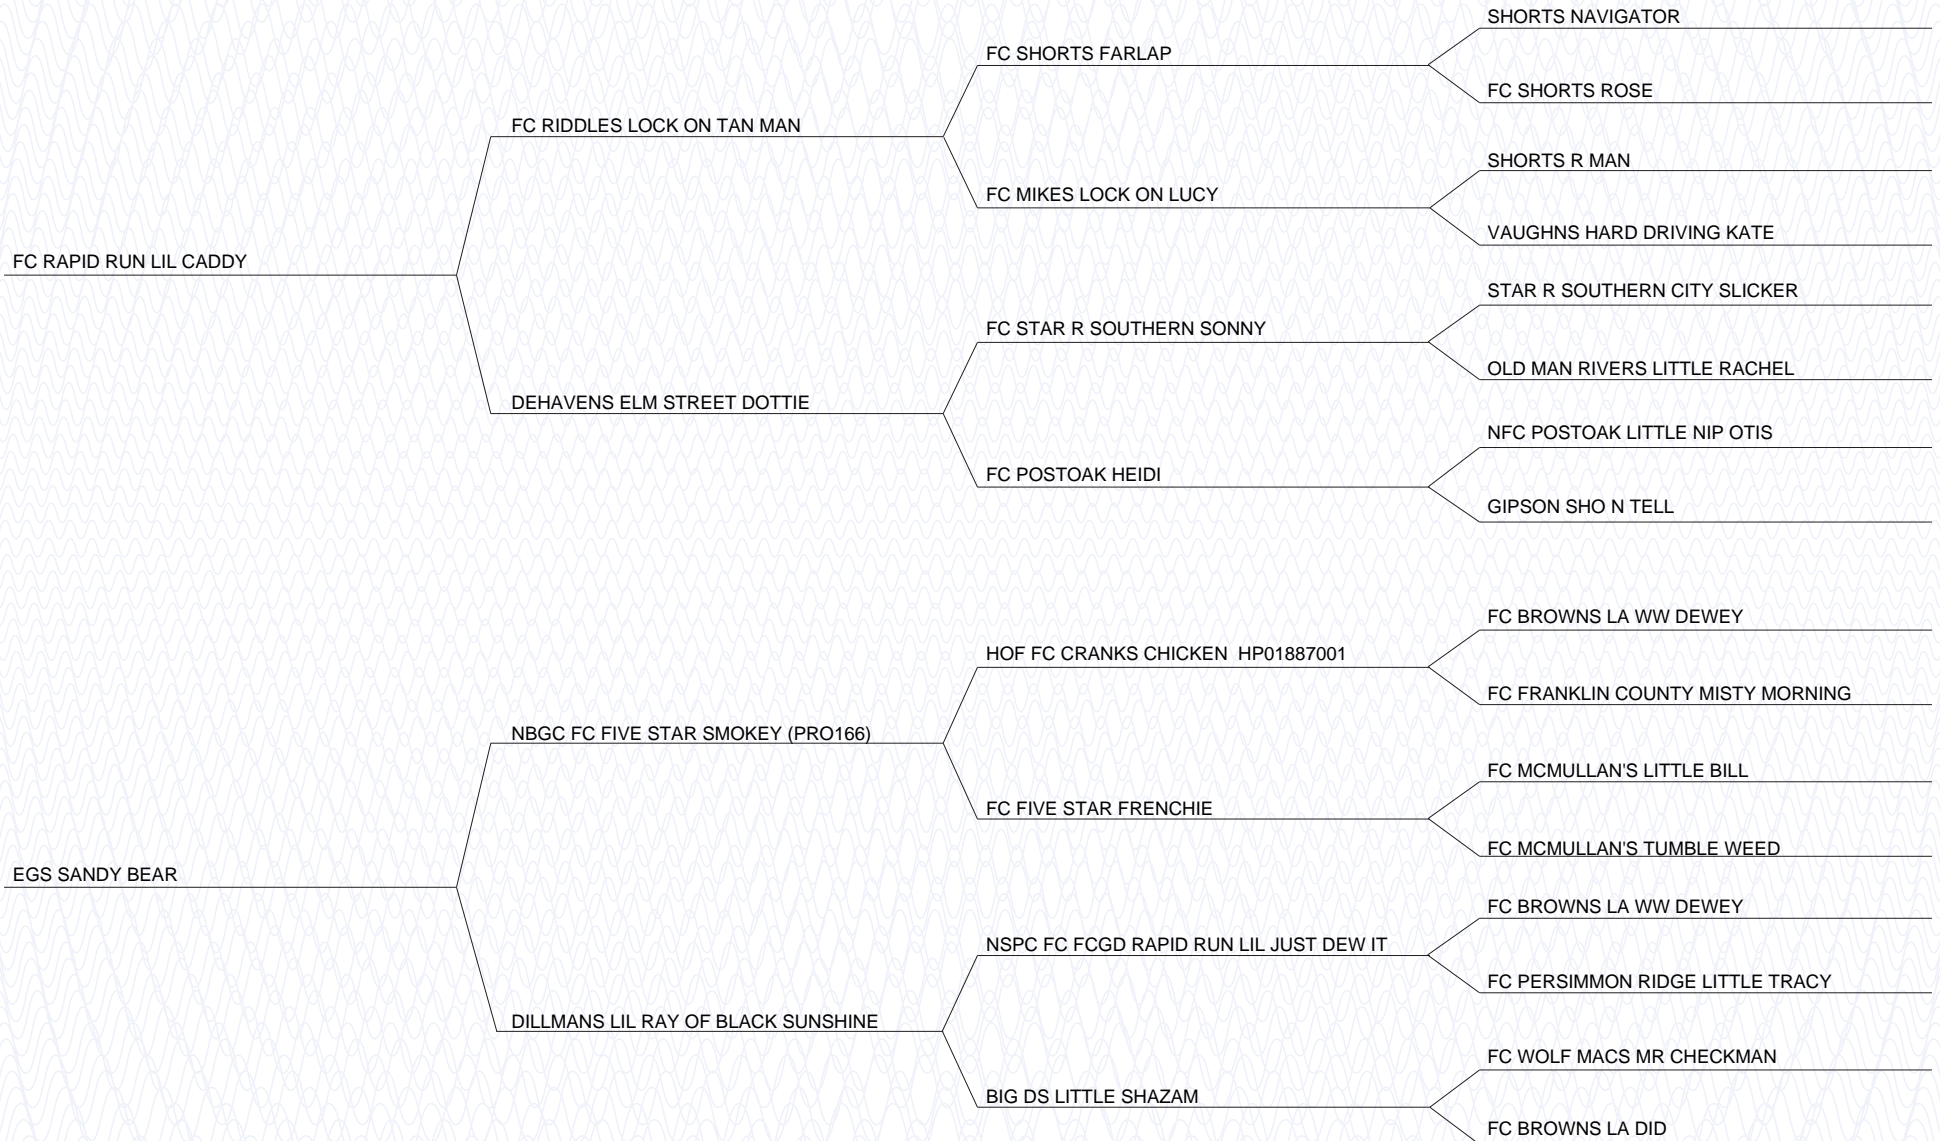 SHORTS NAVIGATOR
FC SHORTS FARLAP
FC SHORTS ROSE
FC RIDDLES LOCK ON TAN MAN
SHORTS R MAN
FC MIKES LOCK ON LUCY
VAUGHNS HARD DRIVING KATE
FC RAPID RUN LIL CADDY
STAR R SOUTHERN CITY SLICKER
FC STAR R SOUTHERN SONNY
OLD MAN RIVERS LITTLE RACHEL
DEHAVENS ELM STREET DOTTIE
NFC POSTOAK LITTLE NIP OTIS
FC POSTOAK HEIDI
GIPSON SHO N TELL
FC BROWNS LA WW DEWEY
HOF FC CRANKS CHICKEN  HP01887001
FC FRANKLIN COUNTY MISTY MORNING
NBGC FC FIVE STAR SMOKEY (PRO166)
FC MCMULLAN'S LITTLE BILL
FC FIVE STAR FRENCHIE
FC MCMULLAN'S TUMBLE WEED
EGS SANDY BEAR
FC BROWNS LA WW DEWEY
NSPC FC FCGD RAPID RUN LIL JUST DEW IT
FC PERSIMMON RIDGE LITTLE TRACY
DILLMANS LIL RAY OF BLACK SUNSHINE
FC WOLF MACS MR CHECKMAN
BIG DS LITTLE SHAZAM
FC BROWNS LA DID